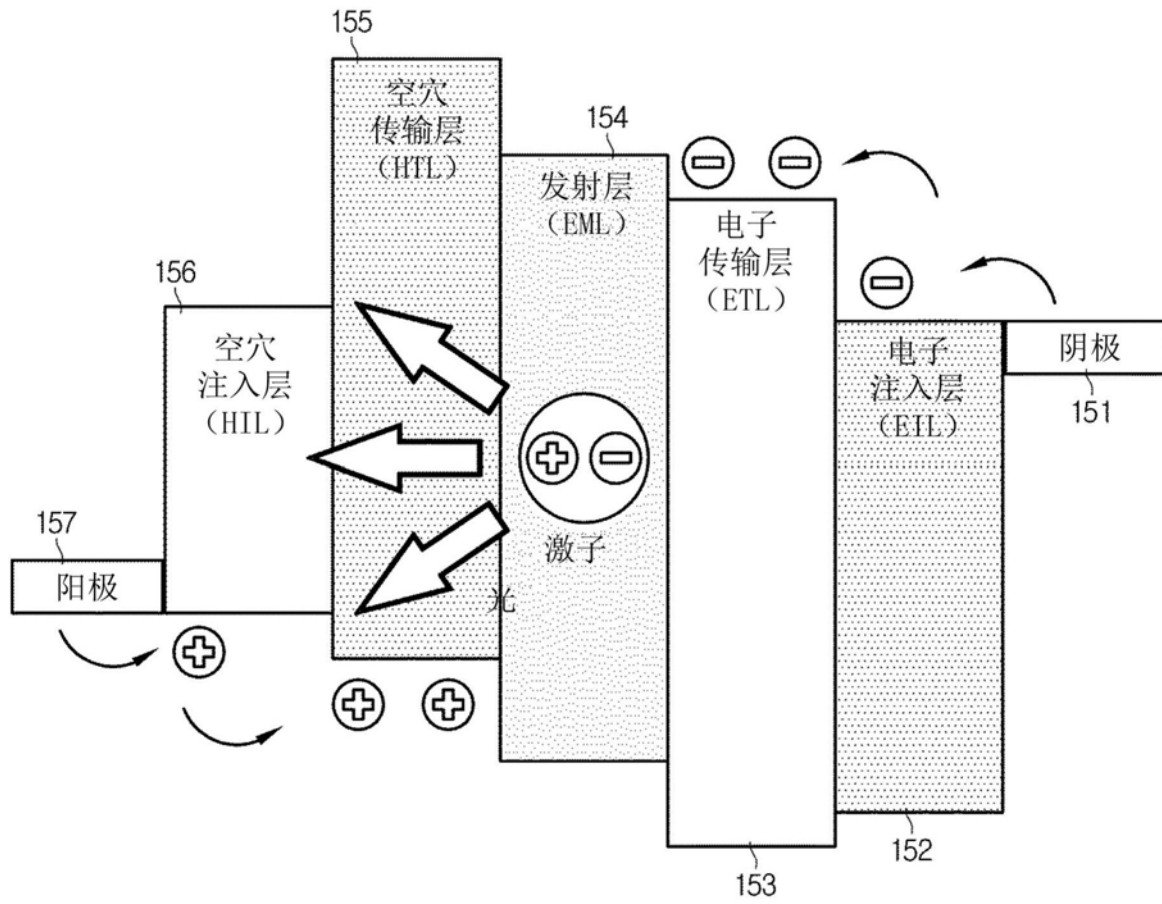 155
空穴
传输层
（HTL）
154
发射层
（EML）
电子
传输层
（ETL）
156
空穴
注入层
（HIL）
电子
注入层
（EIL）
阴极
151
157
阳极
激子
光
152
153